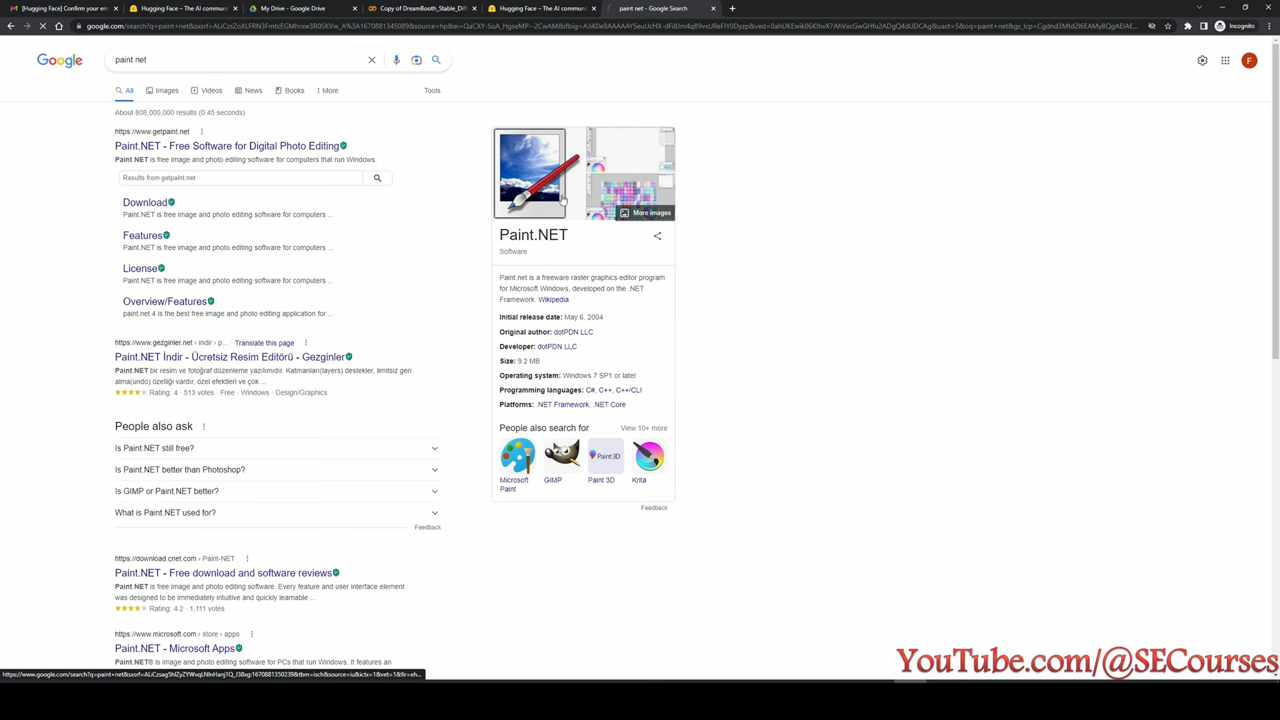 [Hugging Face] Confirm your em
Hugging Face – The AI communi
My Drive - Google Drive
Copy of DreamBooth_Stable_Diff
Hugging Face – The AI communi
paint net - Google Search
Incognito
Google
paint net
All
Images
Videos
News
Books
More
Tools
About 808,000,000 results (0.45 seconds)
https://www.getpaint.net
Paint.NET - Free Software for Digital Photo Editing
Paint.NET is free image and photo editing software for computers that run Windows.
Results from getpaint.net
Download
Paint.NET is free image and photo editing software for computers ...
Features
Paint.NET is free image and photo editing software for computers ...
License
Paint.NET is free image and photo editing software for computers ...
Overview/Features
paint.net 4 is the best free image and photo editing application for ...
https://www.gezginler.net › indir › p... Translate this page
Paint.NET İndir - Ücretsiz Resim Editörü - Gezginler
Paint.NET bir resim ve fotoğraf düzenleme yazılımıdır. Katmanları(layers) destekler, limitsiz geri
alma(undo) özelliği vardır, özel efektleri ve çok ...
Rating: 4 · 513 votes · Free · Windows · Design/Graphics
People also ask
Is Paint.NET still free?
Is Paint.NET better than Photoshop?
Is GIMP or Paint.NET better?
What is Paint.NET used for?
Feedback
https://download.cnet.com › Paint-NET
Paint.NET - Free download and software reviews
Paint.NET is free image and photo editing software. Every feature and user interface element
was designed to be immediately intuitive and quickly learnable ...
Rating: 4.2 · 1,111 votes
https://www.microsoft.com › store › apps
Paint.NET - Microsoft Apps
Paint.NET® is image and photo editing software for PCs that run Windows. It features an
More images
Paint.NET
Software
Paint.net is a freeware raster graphics editor program
for Microsoft Windows, developed on the .NET
Framework. Wikipedia
Initial release date: May 6, 2004
Original author: dotPDN LLC
Developer: dotPDN LLC
Size: 9.2 MB
Operating system: Windows 7 SP1 or later
Programming languages: C#, C++, C++/CLI
Platforms: .NET Framework, .NET Core
People also search for
View 10+ more
Paint 3D
Microsoft
Paint
GIMP
Paint 3D
Krita
Feedback
F
YouTube.com/@SECourses